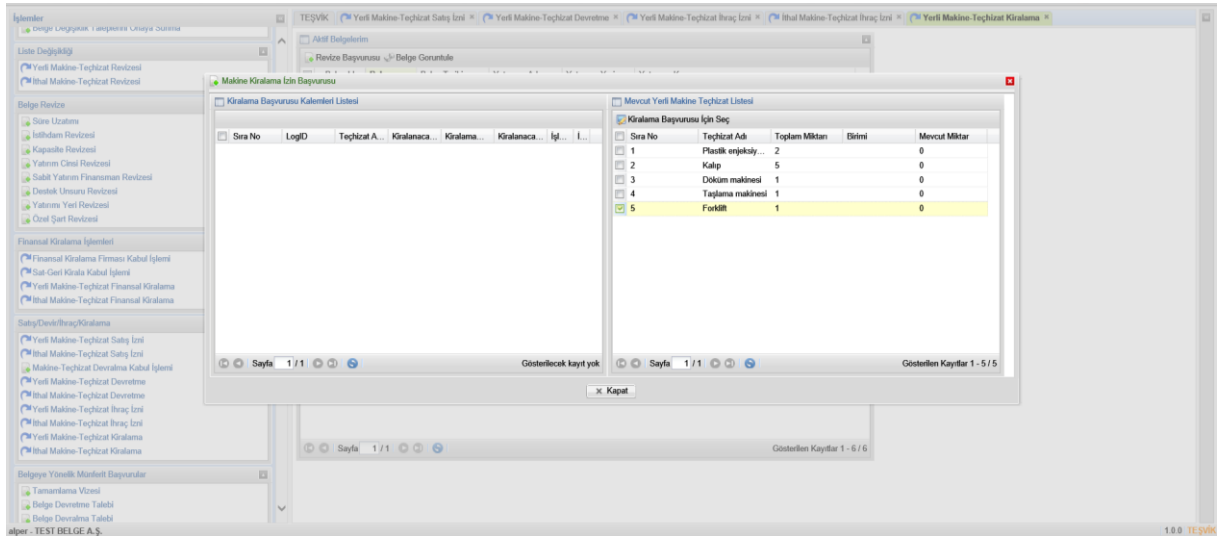 İşlemler
Belge Değişiklik Taleplerini Onaya Sunma
Liste Değişikliği
Yerli Makine-Teçhizat Revizesi
İthal Makine-Teçhizat Revizesi
Belge Revize
Süre Uzatımı
İstihdam Revizesi
Kapasite Revizesi
Yatırım Cinsi Revizesi
Sabit Yatırım Finansman Revizesi
Destek Unsuru Revizesi
Yatırımı Yeri Revizesi
Özel Şart Revizesi
Finansal Kiralama İşlemleri
Finansal Kiralama Firması Kabul İşlemi
Sat-Geri Kirala Kabul İşlemi
Yerli Makine-Teçhizat Finansal Kiralama
İthal Makine-Teçhizat Finansal Kiralama
Satış/Devir/İhraç/Kiralama
Yerli Makine-Teçhizat Satış İzni
İthal Makine-Teçhizat Satış İzni
Makine-Teçhizat Devralma Kabul İşlemi
Yerli Makine-Teçhizat Devretme
İthal Makine-Teçhizat Devretme
Yerli Makine-Teçhizat İhraç İzni
İthal Makine-Teçhizat İhraç İzni
Yerli Makine-Teçhizat Kiralama
İthal Makine-Teçhizat Kiralama
Belgeye Yönelik Münferit Başvurular
Tamamlama Vizesi
Belge Devretme Talebi
Belge Devralma Talebi
alper - TEST BELGE A.Ş.
TEŞVİK Yerli Makine-Teçhizat Satış İzni Yerli Makine-Teçhizat Devretme Yerli Makine-Teçhizat İhraç İzni İthal Makine-Teçhizat İhraç İzni Yerli Makine-Teçhizat Kiralama
Aktif Belgelerim
Revize Başvurusu Belge Goruntule
Makine Kiralama İzin Başvurusu
Kiralama Başvurusu Kalemleri Listesi
Sıra No LogID Teçhizat A... Kiralanaca... Kiralama... Kiralanaca... İşl... İ...
Sayfa 1 / 1 Gösterilecek kayıt yok
Mevcut Yerli Makine Teçhizat Listesi
Kiralama Başvurusu İçin Seç
Sıra No Teçhizat Adı Toplam Miktarı Birimi Mevcut Miktar
1 Plastik enjeksiy... 2 0
2 Kalıp 5 0
3 Döküm makinesi 1 0
4 Taşlama makinesi 1 0
5 Forklift 1 0
Sayfa 1 / 1 Gösterilen Kayıtlar 1 - 5 / 5
Kapat
Sayfa 1 / 1 Gösterilen Kayıtlar 1 - 6 / 6
1.0.0 TEŞVİK